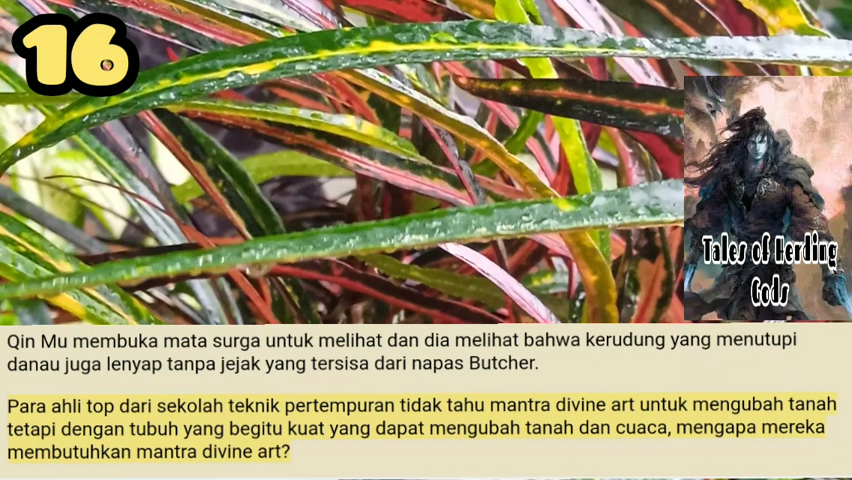 16
Tales of Herding
Gods
Qin Mu membuka mata surga untuk melihat dan dia melihat bahwa kerudung yang menutupi
danau juga lenyap tanpa jejak yang tersisa dari napas Butcher.
Para ahli top dari sekolah teknik pertempuran tidak tahu mantra divine art untuk mengubah tanah
tetapi dengan tubuh yang begitu kuat yang dapat mengubah tanah dan cuaca, mengapa mereka
membutuhkan mantra divine art?